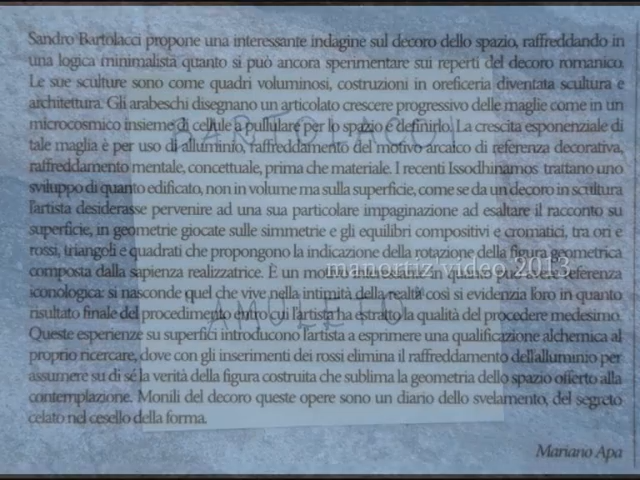 Sandro Bartolacci propone una interessante indagine sul decoro dello spazio, raffreddando in
una logica minimalista quanto si può ancora sperimentare sui reperti del decoro romanico.
Le sue sculture sono come quadri voluminosi, costruzioni in oreficeria diventata scultura e
architettura. Gli arabeschi disegnano un articolato crescere progressivo delle maglie come in un
microcosmo insieme di cellule a pullulare per lo spazio e definirlo. La crescita esponenziale di
BARTOLACCI
tale maglia è per uso di alluminio, raffreddamento del motivo arcaico di referenza decorativa,
raffreddamento mentale, concettuale, prima che materiale. I recenti Issodhinamos trattano uno
sviluppo di quanto edificato, non in volume ma sulla superficie, come se da un decoro in scultura
l'artista desiderasse pervenire ad una sua particolare impaginazione ad esaltare il racconto su
superficie, in geometrie giocate sulle simmetrie e gli equilibri compositivi e cromatici, tra ori e
rossi, triangoli e quadrati che propongono la indicazione della rotazione della figura geometrica
composta dalla sapienza realizzatrice. È un mo in quanto pura referenza
manortiz video 2013
iconologica: si nasconde quel che vive nella intimità della realtà così si evidenzia l'oro in quanto
risultato finale del procedimento entro cui l'artista ha estratto la qualità del procedere medesimo.
AMULETO
Queste esperienze su superfici introducono l'artista a esprimere una qualificazione alchemica al
proprio ricercare, dove con gli inserimenti dei rossi elimina il raffreddamento dell'alluminio per
assumere su di sé la verità della figura costruita che sublima la geometria dello spazio offerto alla
contemplazione. Monili del decoro queste opere sono un diario dello svelamento, del segreto
celato nel cesello della forma.
Mariano Apa